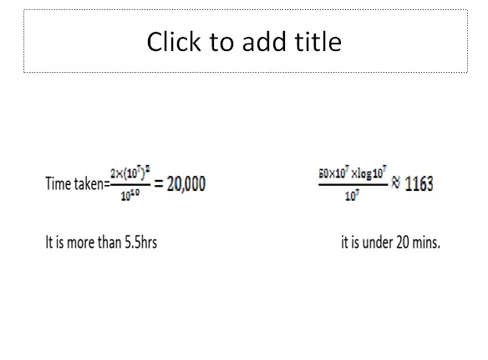 Click to add title
Time taken=2×(10⁷)²/10¹⁰ = 20,000
50×10⁷ ×log10⁷/10⁷ ≈ 1163
It is more than 5.5hrs
it is under 20 mins.